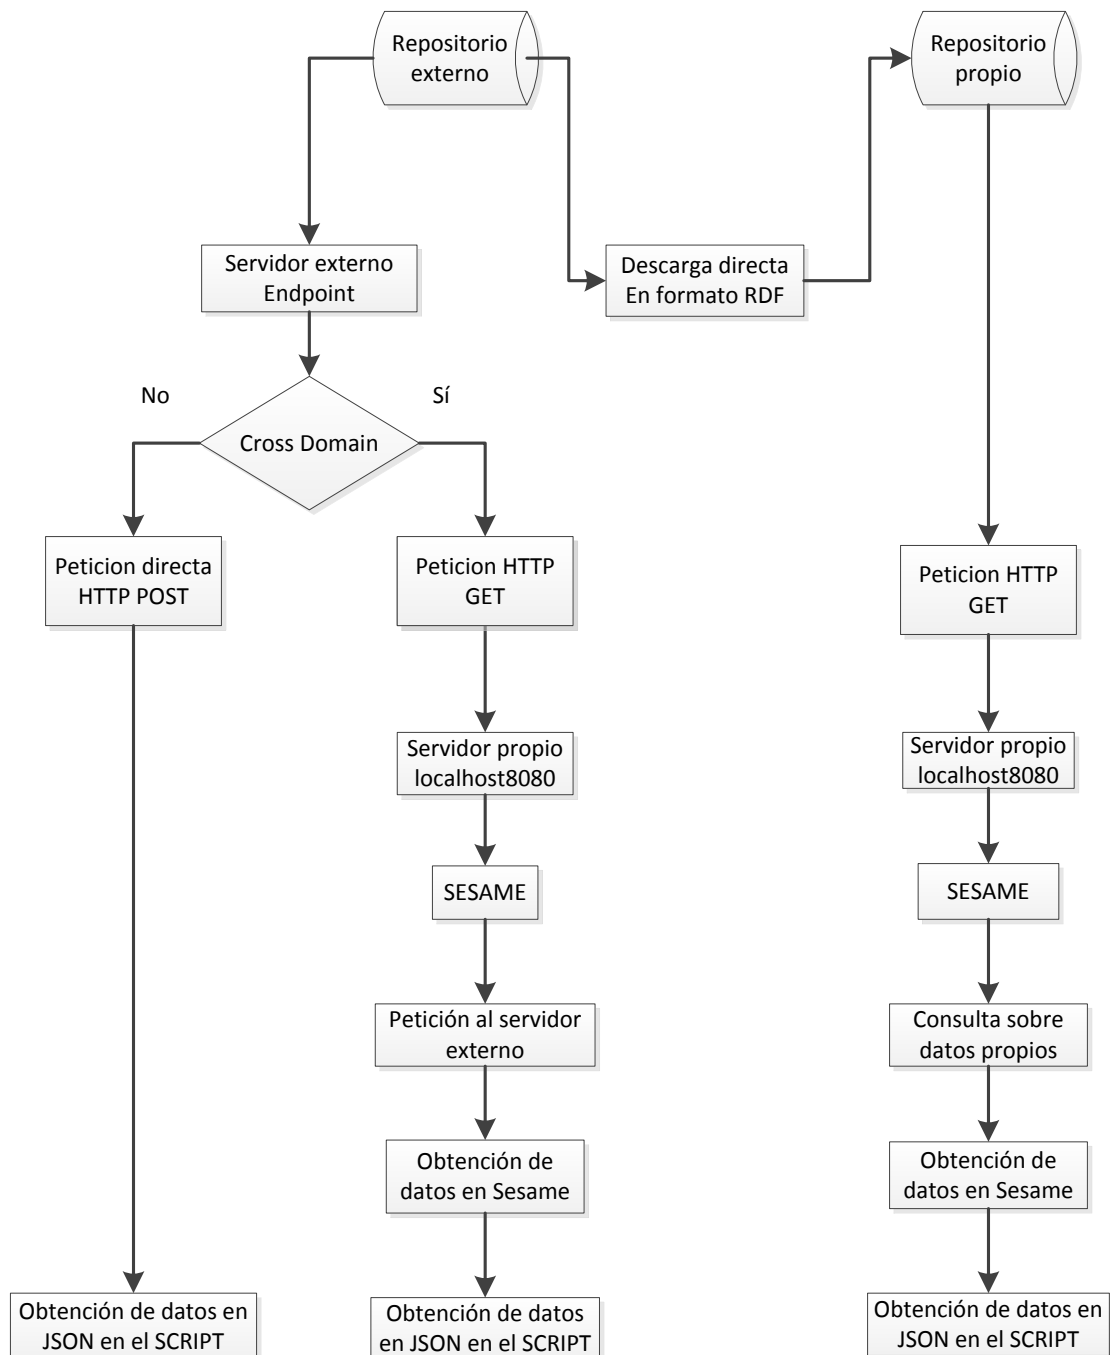 Repositorio
externo
Repositorio
propio
Servidor externo
Endpoint
Descarga directa
En formato RDF
No
Sí
Cross Domain
Peticion directa
HTTP POST
Peticion HTTP
GET
Peticion HTTP
GET
Servidor propio
localhost8080
Servidor propio
localhost8080
SESAME
SESAME
Petición al servidor
externo
Consulta sobre
datos propios
Obtención de
datos en Sesame
Obtención de
datos en Sesame
Obtención de datos en
JSON en el SCRIPT
Obtención de datos
en JSON en el SCRIPT
Obtención de datos en
JSON en el SCRIPT